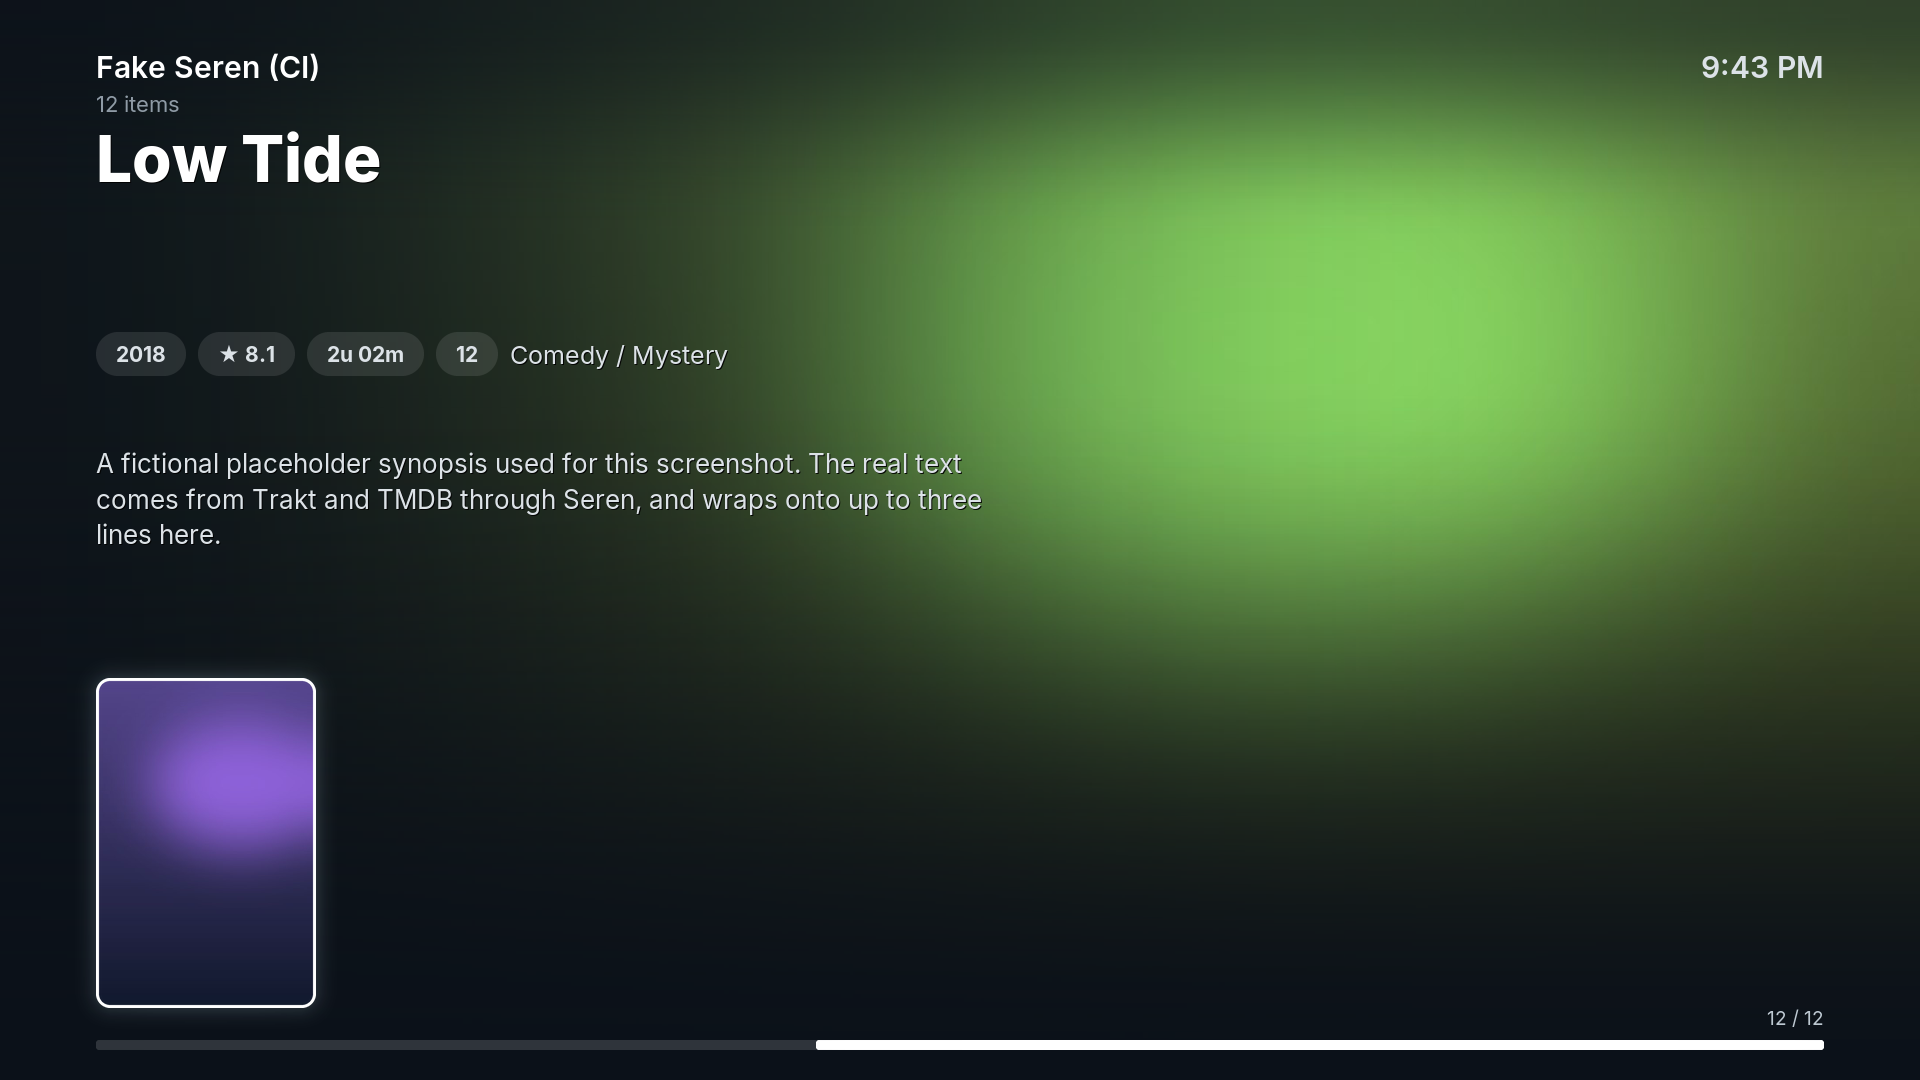 Fake Seren (CI)
9:43 PM
12 items
Low Tide
2018
★ 8.1
2u 02m
12
Comedy / Mystery
A fictional placeholder synopsis used for this screenshot. The real text
comes from Trakt and TMDB through Seren, and wraps onto up to three
lines here.
12 / 12